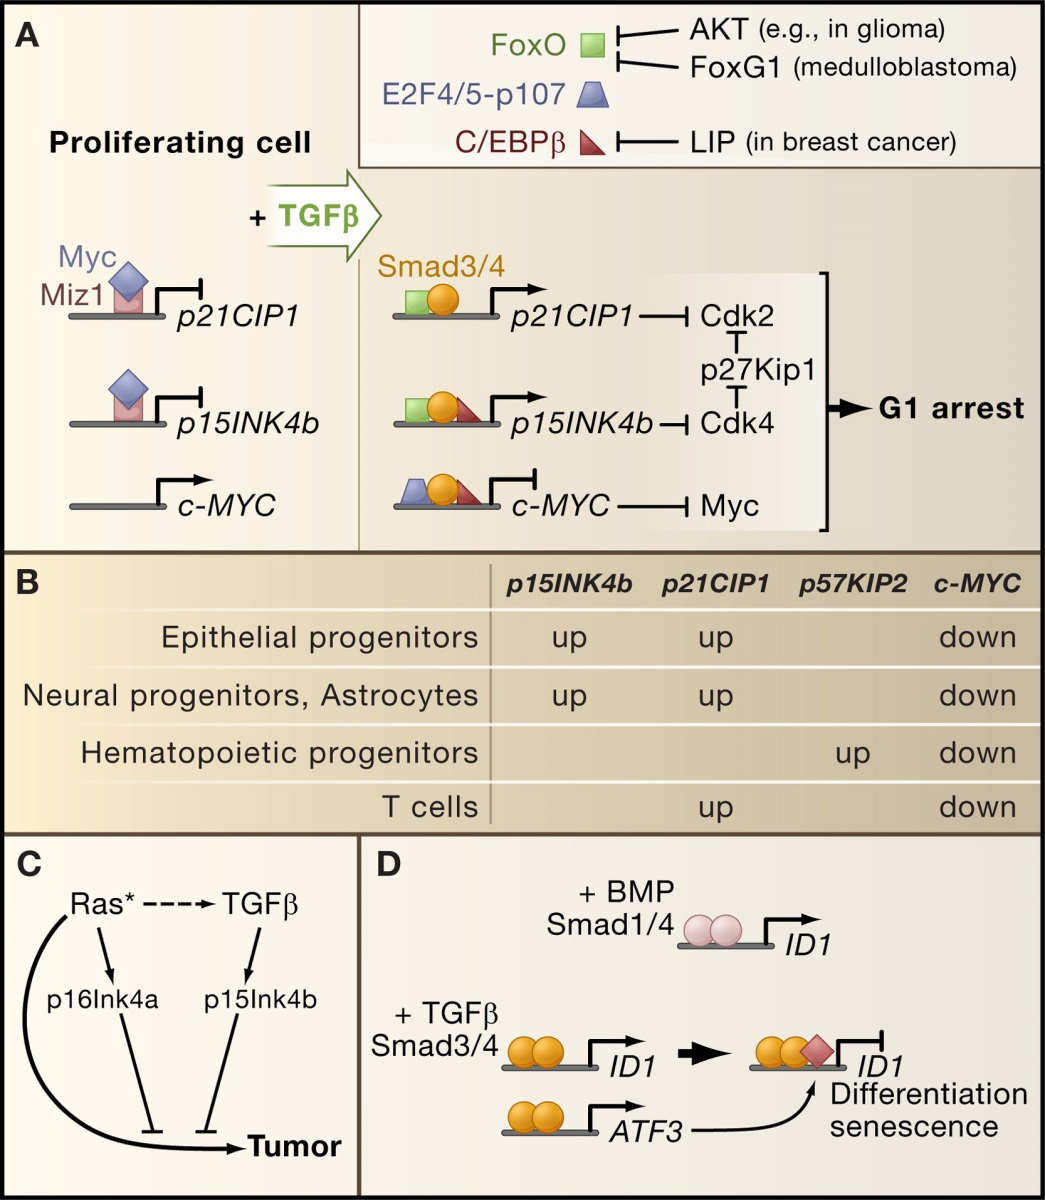 A
FoxO
AKT (e.g., in glioma)
FoxG1 (medulloblastoma)
E2F4/5-p107
C/EBPβ
LIP (in breast cancer)
Proliferating cell
+ TGFβ
Myc
Miz1
p21CIP1
p15INK4b
c-MYC
Smad3/4
p21CIP1
Cdk2
p27Kip1
p15INK4b
Cdk4
c-MYC
Myc
G1 arrest
B
p15INK4b p21CIP1 p57KIP2 c-MYC
Epithelial progenitors up up down
Neural progenitors, Astrocytes up up down
Hematopoietic progenitors up down
T cells up down
C
Ras* TGFβ
p16Ink4a p15Ink4b
Tumor
D
+ BMP
Smad1/4
ID1
+ TGFβ
Smad3/4
ID1
ID1
ATF3
Differentiation
senescence